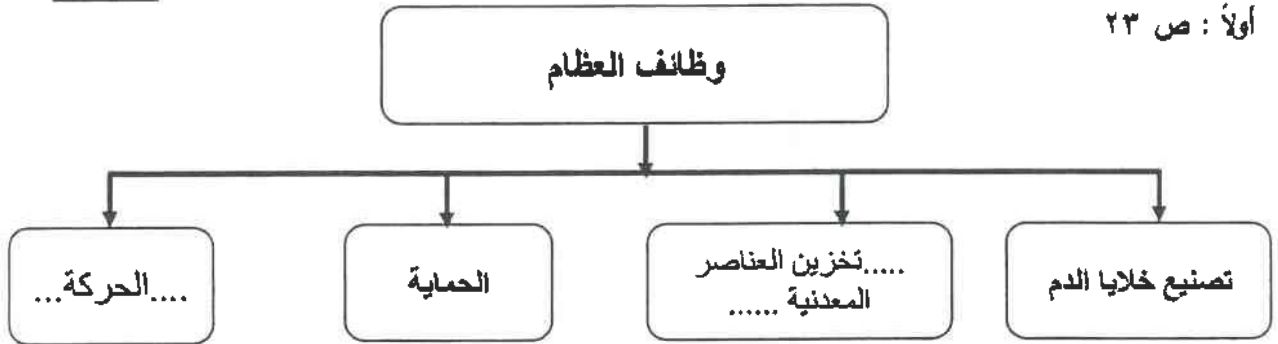 أولاً : ص ٢٣
وظائف العظام
تصنيع خلايا الدم
.....تخزين العناصر
المعدنية ......
الحماية
....الحركة...